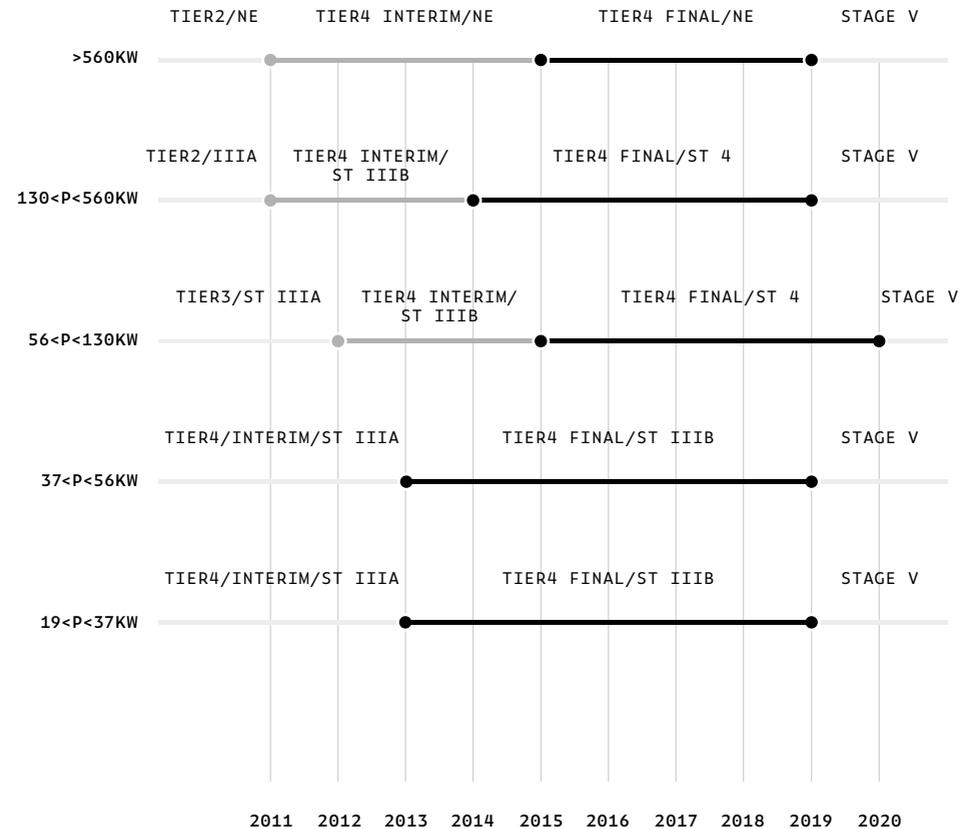 TIER2/NE TIER4 INTERIM/NE TIER4 FINAL/NE STAGE V
>560KW
TIER2/IIIA TIER4 INTERIM/ TIER4 FINAL/ST 4 STAGE V
ST IIIB
130<P<560KW
TIER3/ST IIIA TIER4 INTERIM/ TIER4 FINAL/ST 4 STAGE V
ST IIIB
56<P<130KW
TIER4/INTERIM/ST IIIA TIER4 FINAL/ST IIIB STAGE V
37<P<56KW
TIER4/INTERIM/ST IIIA TIER4 FINAL/ST IIIB STAGE V
19<P<37KW
2011 2012 2013 2014 2015 2016 2017 2018 2019 2020